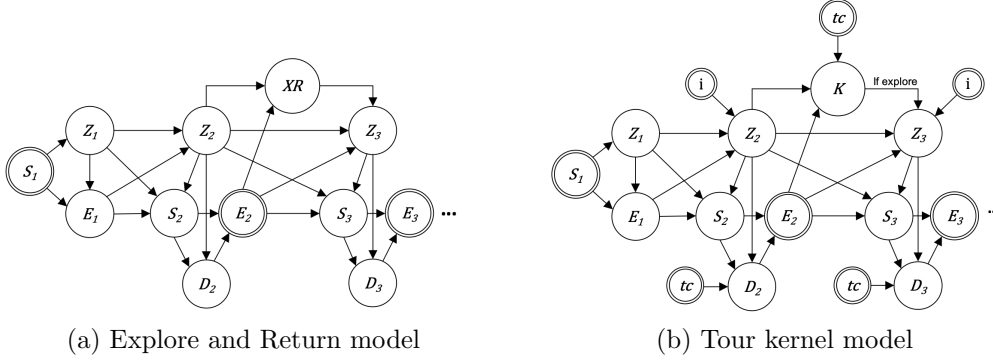 tc
XR
i
K
If explore
i
Z1
Z2
Z3
Z1
Z2
Z3
S1
S1
E1
S2
E2
S3
E3
...
E1
S2
E2
S3
E3
D2
D3
tc
D2
tc
D3
(a) Explore and Return model
(b) Tour kernel model